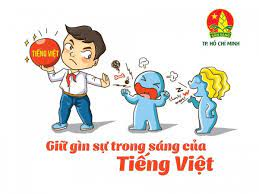 TP. HỒ CHÍ MINH
TIẾNG VIỆT
Giữ gìn sự trong sáng của
Tiếng Việt